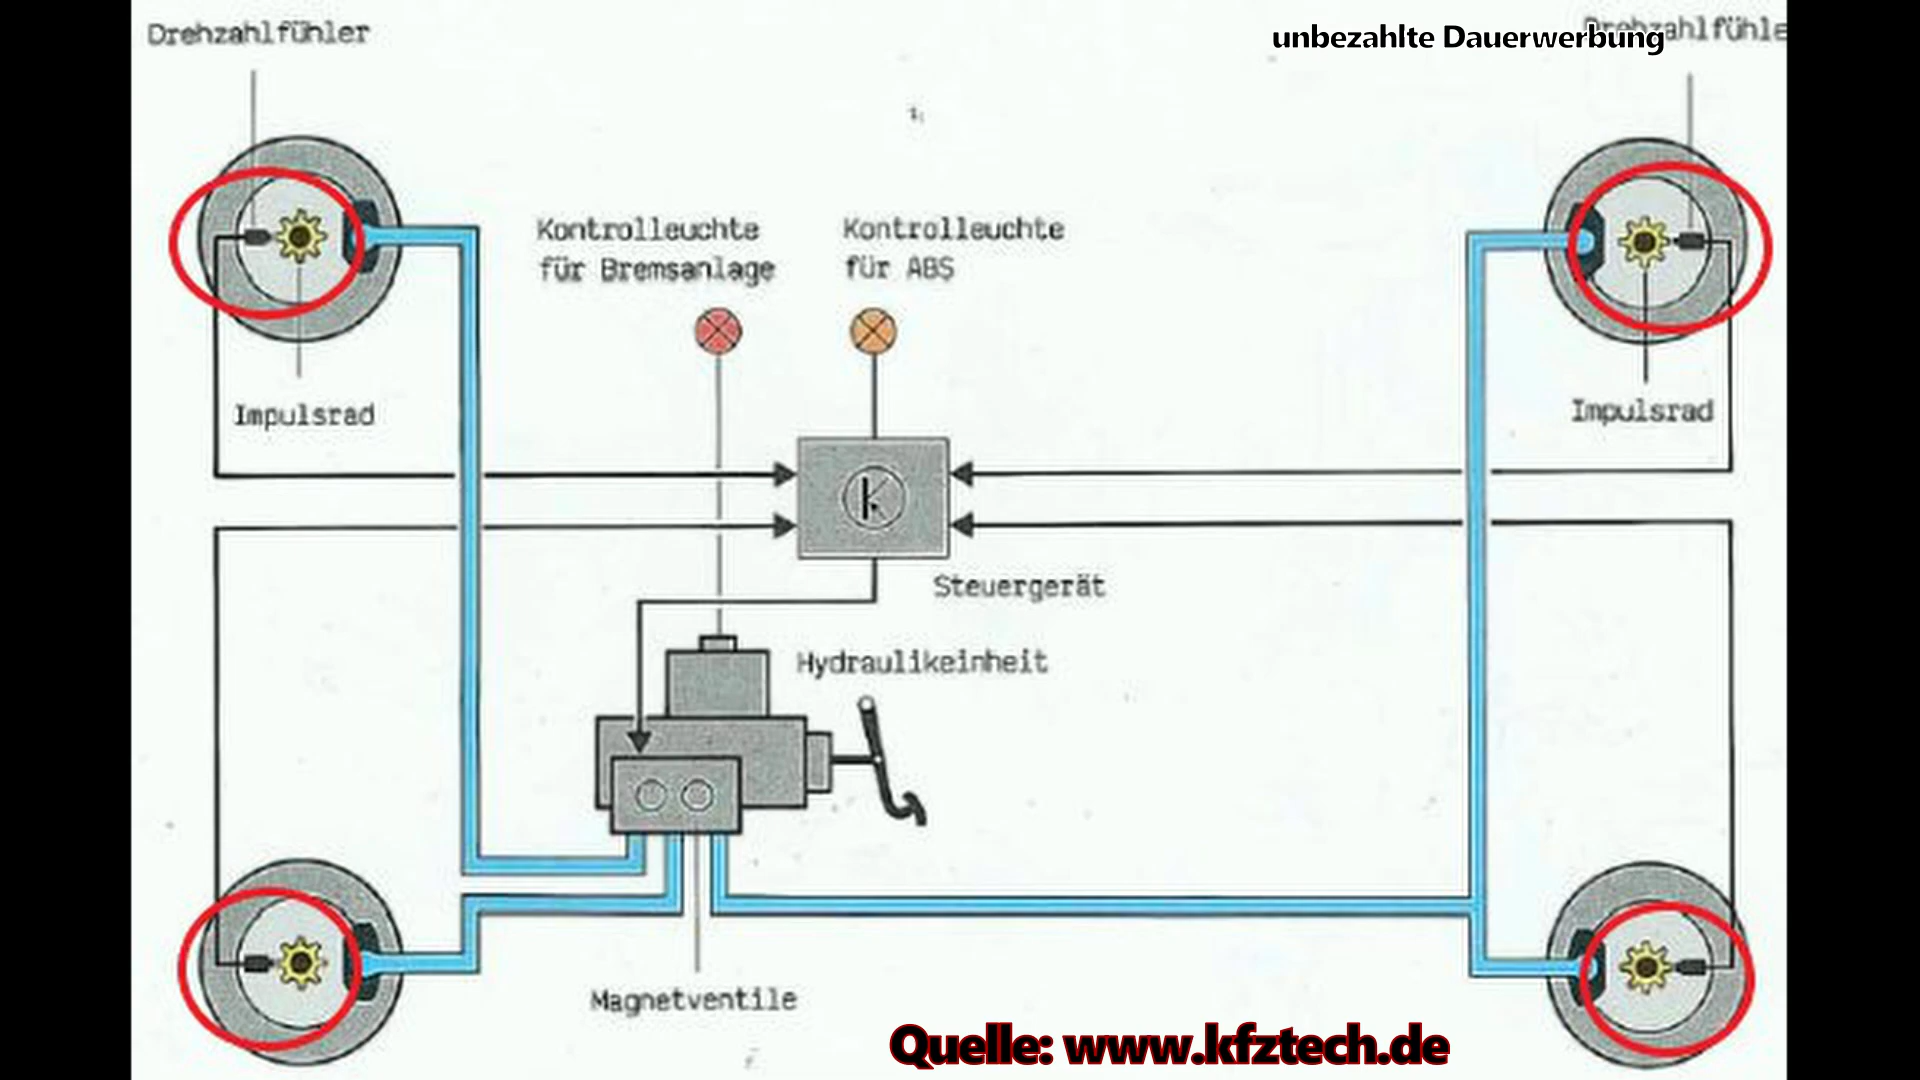 Drehzahlfühler
unbezahlte Dauerwerbung
Drehzahlfühle
Kontrolleuchte
für Bremsanlage
Kontrolleuchte
für ABS
Impulsrad
Impulsrad
Steuergerät
Hydraulikeinheit
Magnetventile
Quelle: www.kfztech.de